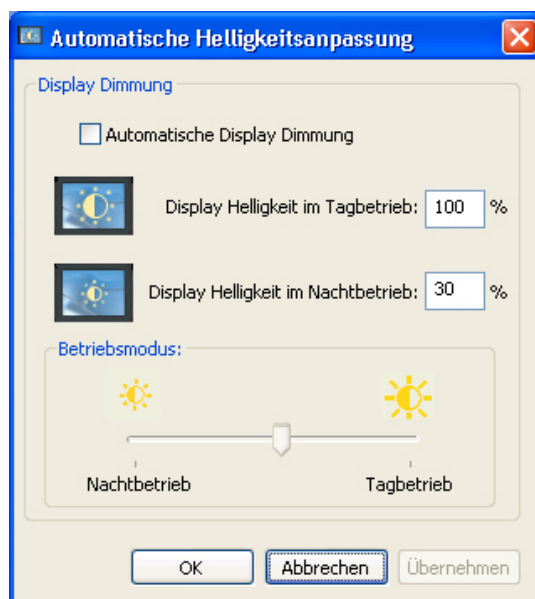 Automatische Helligkeitsanpassung
Display Dimmung
Automatische Display Dimmung
Display Helligkeit im Tagbetrieb: 100 %
Display Helligkeit im Nachtbetrieb: 30 %
Betriebsmodus:
Nachtbetrieb Tagbetrieb
OK Abbrechen Übernehmen